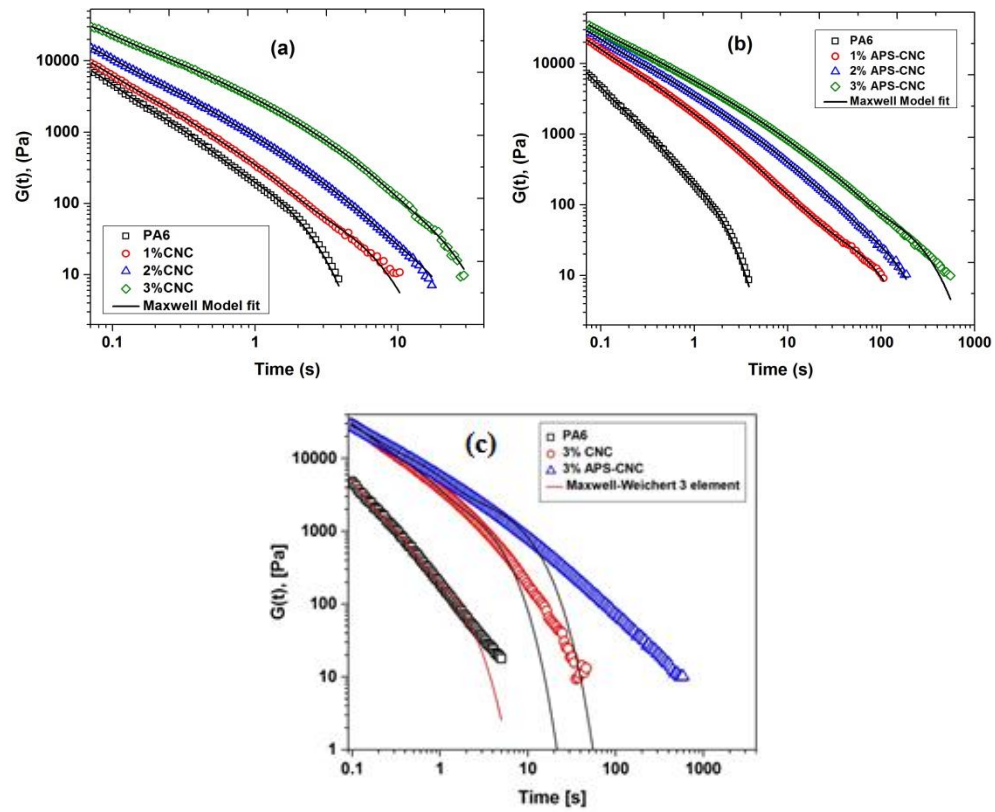 (a)
10000
1000
100
10
G(t), (Pa)
PA6
1%CNC
2%CNC
3%CNC
Maxwell Model fit
0.1 1 10
Time (s)
(b)
10000
1000
100
10
G(t), (Pa)
PA6
1% APS-CNC
2% APS-CNC
3% APS-CNC
Maxwell Model fit
0.1 1 10 100 1000
Time (s)
(c)
10000
1000
100
10
1
G(t), [Pa]
PA6
3% CNC
3% APS-CNC
Maxwell-Weichert 3 element
0.1 1 10 100 1000
Time [s]